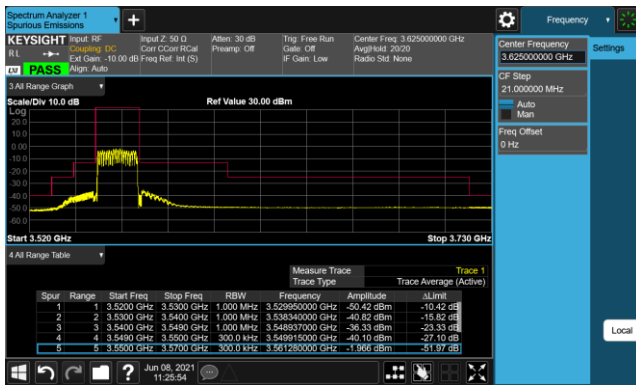 Spectrum Analyzer 1
Spurious Emissions
Frequency
KEYSIGHT Input: RF Input Z: 50 Ω Atten: 30 dB Trig: Free Run Center Freq: 3.625000000 GHz
RL Coupling: DC Corr CCorr RCal Preamp: Off Gate: Off Avg|Hold: 20/20
Ext Gain: -10.00 dB Freq Ref: Int (S) IF Gain: Low Radio Std: None
LXI PASS Align: Auto
Center Frequency
3.625000000 GHz
Settings
CF Step
21.000000 MHz
Auto
Man
Freq Offset
0 Hz
3 All Range Graph
Scale/Div 10.0 dB Ref Value 30.00 dBm
Log
20.0
10.0
0.00
-10.0
-20.0
-30.0
-40.0
-50.0
-60.0
Start 3.520 GHz Stop 3.730 GHz
4 All Range Table
Measure Trace Trace 1
Trace Type Trace Average (Active)
Spur Range Start Freq Stop Freq RBW Frequency Amplitude ΔLimit
1 1 3.5200 GHz 3.5300 GHz 1.000 MHz 3.529950000 GHz -50.42 dBm -10.42 dB
2 2 3.5300 GHz 3.5400 GHz 1.000 MHz 3.538340000 GHz -40.82 dBm -15.82 dB
3 3 3.5400 GHz 3.5490 GHz 1.000 MHz 3.548937000 GHz -36.33 dBm -23.33 dB
4 4 3.5490 GHz 3.5500 GHz 300.0 kHz 3.549915000 GHz -40.10 dBm -27.10 dB
5 5 3.5500 GHz 3.5700 GHz 300.0 kHz 3.561280000 GHz -1.966 dBm -51.97 dB
Local
Jun 08, 2021
11:25:54